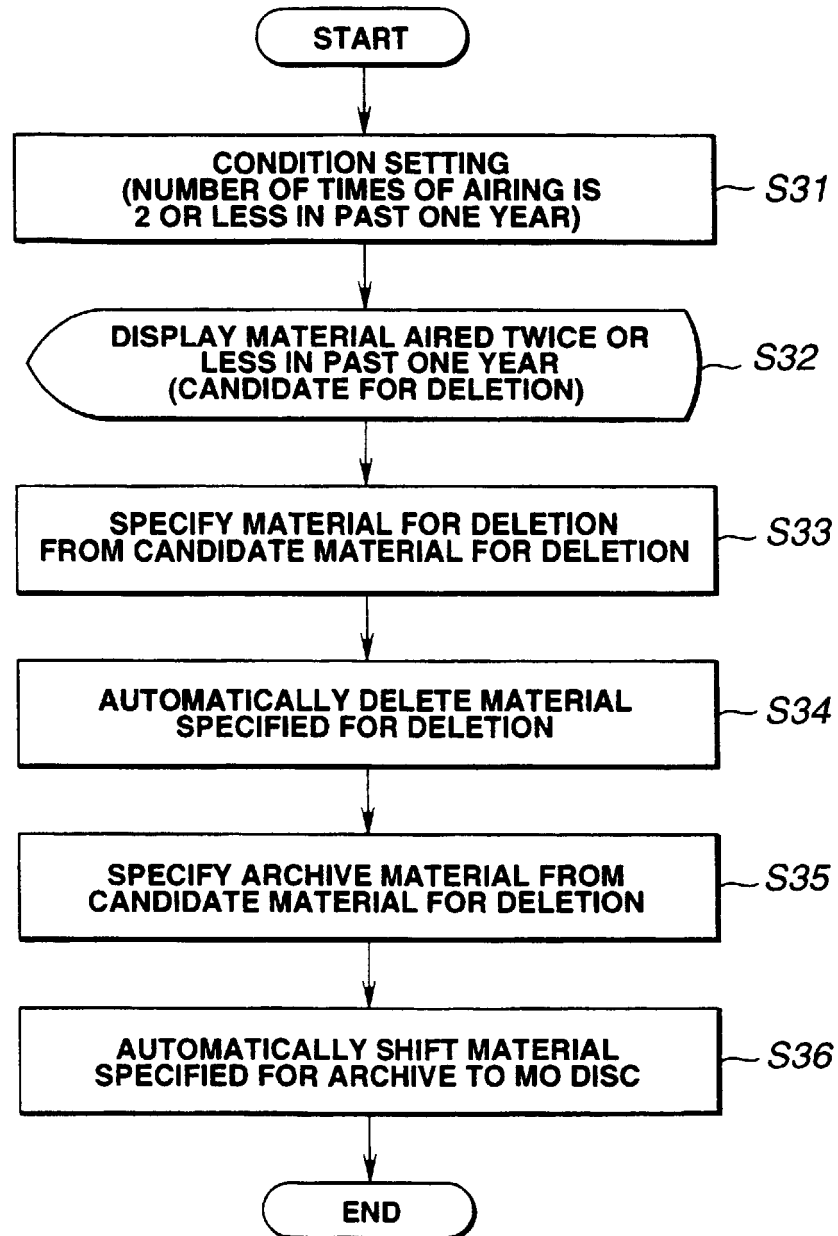 START
CONDITION SETTING
(NUMBER OF TIMES OF AIRING IS
2 OR LESS IN PAST ONE YEAR)
S31
DISPLAY MATERIAL AIRED TWICE OR
LESS IN PAST ONE YEAR
(CANDIDATE FOR DELETION)
S32
SPECIFY MATERIAL FOR DELETION
FROM CANDIDATE MATERIAL FOR DELETION
S33
AUTOMATICALLY DELETE MATERIAL
SPECIFIED FOR DELETION
S34
SPECIFY ARCHIVE MATERIAL FROM
CANDIDATE MATERIAL FOR DELETION
S35
AUTOMATICALLY SHIFT MATERIAL
SPECIFIED FOR ARCHIVE TO MO DISC
S36
END